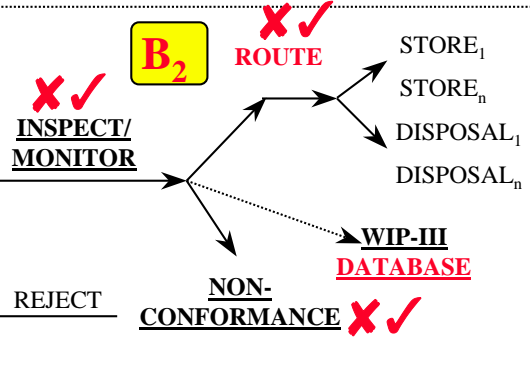 B2
ROUTE
STORE1
STOREn
DISPOSAL1
DISPOSALn
INSPECT/
MONITOR
WIP-III
DATABASE
NON-
CONFORMANCE
REJECT